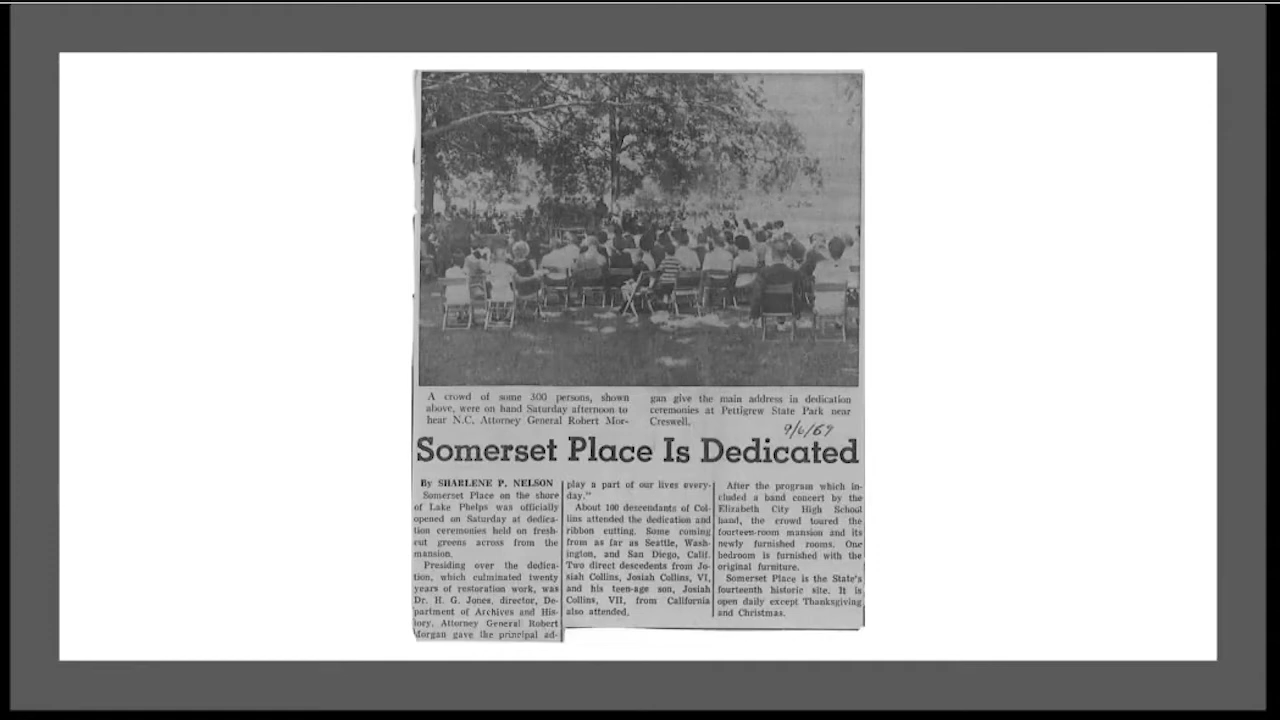 A crowd of some 300 persons, shown
above, were on hand Saturday afternoon to
hear N.C. Attorney General Robert Mor-
gan give the main address in dedication
ceremonies at Pettigrew State Park near
Creswell.
9/6/69
Somerset Place Is Dedicated
By SHARLENE P. NELSON
Somerset Place on the shore
of Lake Phelps was officially
opened on Saturday at dedica-
tion ceremonies held on fresh-
cut greens across from the
mansion.
Presiding over the dedica-
tion, which culminated twenty
years of restoration work, was
Dr. H. G. Jones, director, De-
partment of Archives and His-
tory. Attorney General Robert
Morgan gave the principal ad-
play a part of our lives every-
day."
About 100 descendants of Col-
lins attended the dedication and
ribbon cutting. Some coming
from as far as Seattle, Wash-
ington, and San Diego, Calif.
Two direct descedents from Jo-
siah Collins, Josiah Collins, VI,
and his teen-age son, Josiah
Collins, VII, from California
also attended.
After the program which in-
cluded a band concert by the
Elizabeth City High School
band, the crowd toured the
fourteen-room mansion and its
newly furnished rooms. One
bedroom is furnished with the
original furniture.
Somerset Place is the State's
fourteenth historic site. It is
open daily except Thanksgiving
and Christmas.